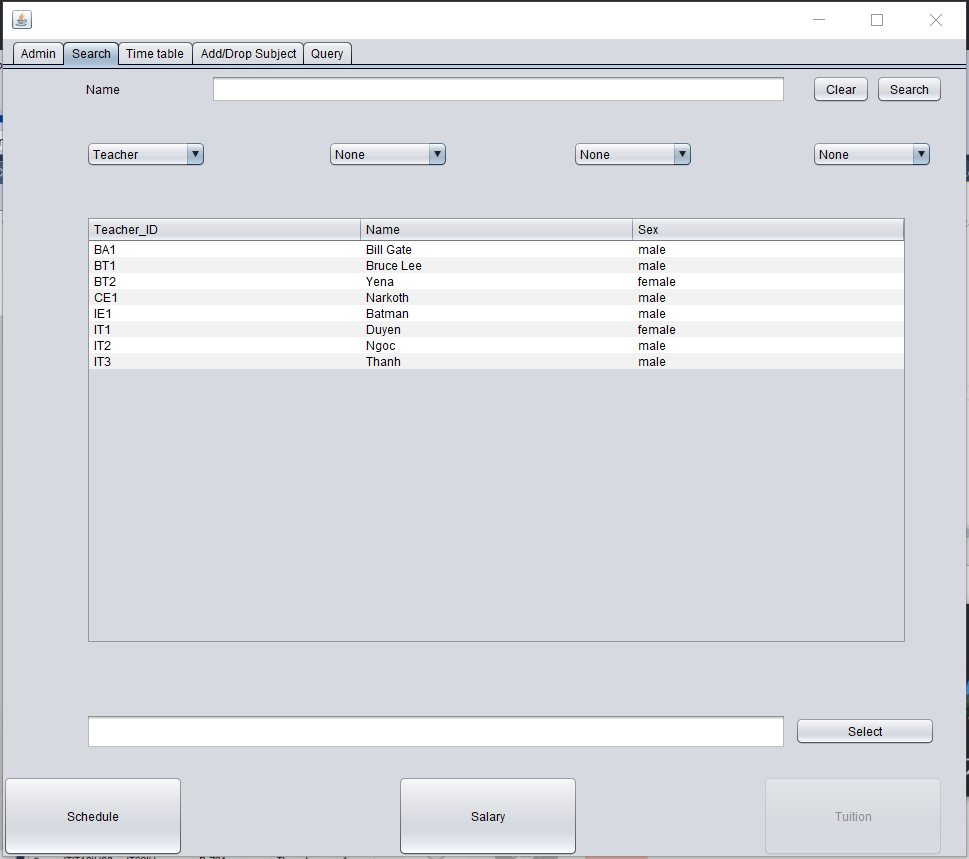 Admin Search Time table Add/Drop Subject Query
Name Clear Search
Teacher None None None
Teacher_ID Name Sex
BA1 Bill Gate male
BT1 Bruce Lee male
BT2 Yena female
CE1 Narkoth male
IE1 Batman male
IT1 Duyen female
IT2 Ngoc male
IT3 Thanh male
Select
Schedule Salary Tuition